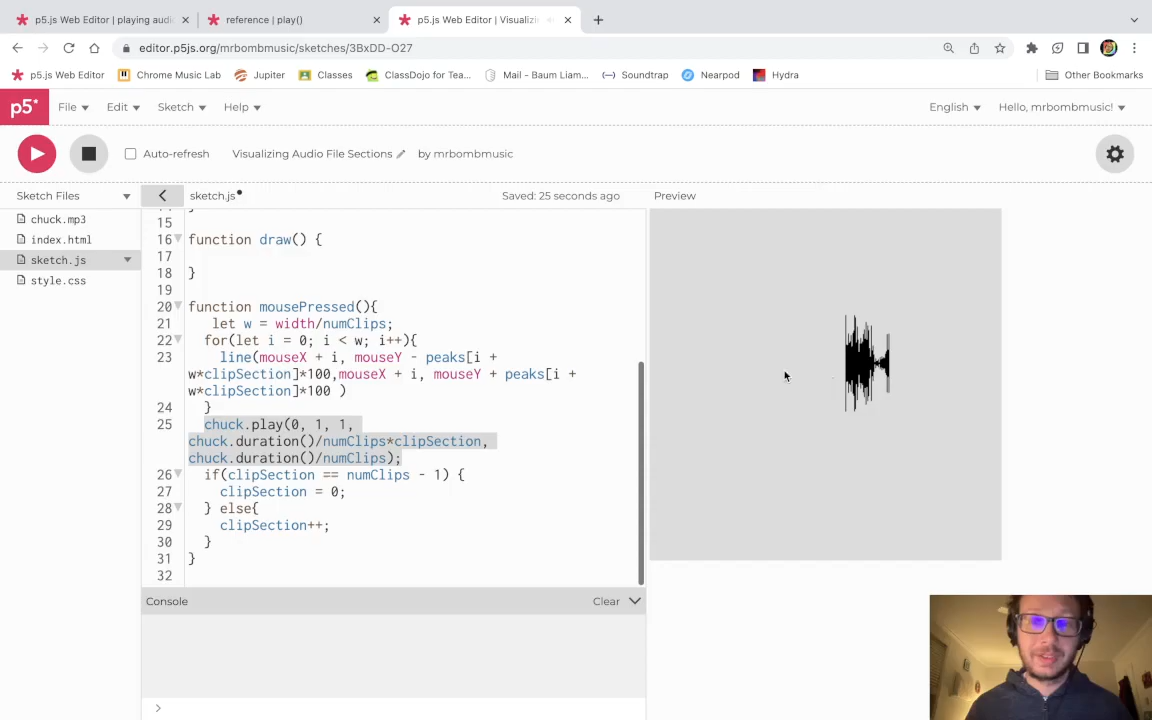 p5.js Web Editor | playing audi
reference | play()
p5.js Web Editor | Visualizin
editor.p5js.org/mrbombmusic/sketches/3BxDD-O27
p5.js Web Editor
Chrome Music Lab
Jupiter
Classes
ClassDojo for Tea...
Mail - Baum Liam...
Soundtrap
Nearpod
Hydra
Other Bookmarks
p5*
File
Edit
Sketch
Help
English
Hello, mrbombmusic!
Auto-refresh
Visualizing Audio File Sections
by mrbombmusic
Sketch Files
sketch.js
Saved: 25 seconds ago
Preview
chuck.mp3
index.html
sketch.js
style.css
15
16 function draw() {
17
18 }
19
20 function mousePressed(){
21 let w = width/numClips;
22 for(let i = 0; i < w; i++){
23 line(mouseX + i, mouseY - peaks[i +
w*clipSection]*100,mouseX + i, mouseY + peaks[i +
w*clipSection]*100 )
24 }
25 chuck.play(0, 1, 1,
chuck.duration()/numClips*clipSection,
chuck.duration()/numClips);
26 if(clipSection == numClips - 1) {
27 clipSection = 0;
28 } else{
29 clipSection++;
30 }
31 }
32
Console
Clear
>